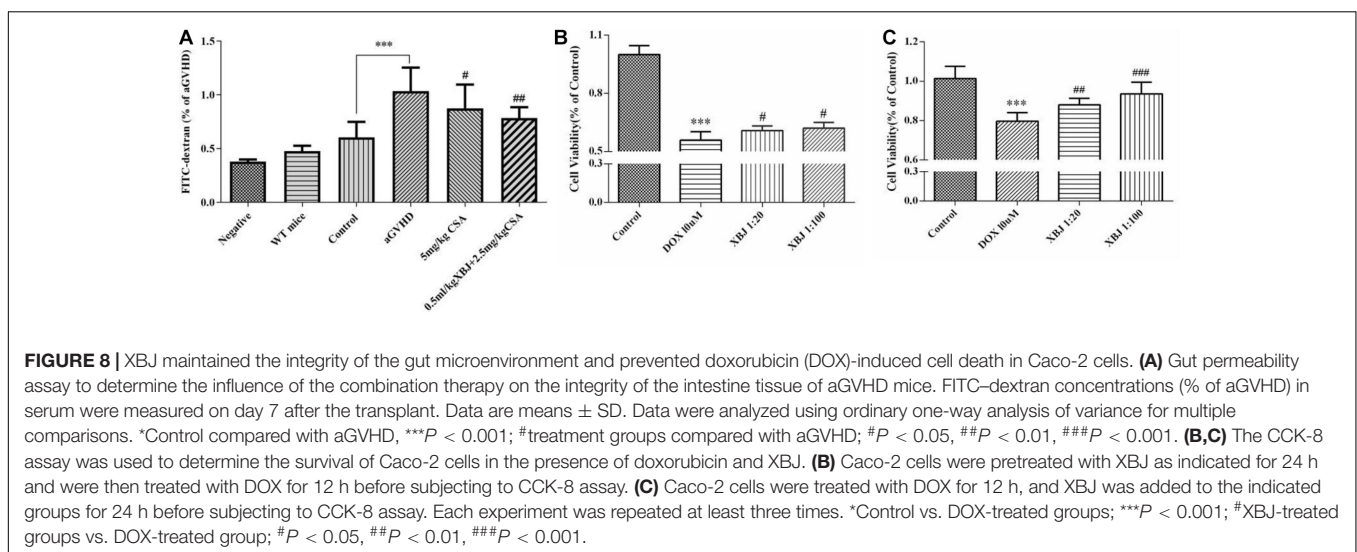 A
B
C
FITC-dextran (% of aGVHD)
1.5
1.0
0.5
0.0
***
#
##
Negative
WT mice
Control
aGVHD
5mg/kg CSA
0.5ml/kgXBJ+2.5mg/kgCSA
Cell Viability(% of Control)
1.1
0.8
0.5
0.3
0.0
***
#
#
Control
DOX 10uM
XBJ 1:20
XBJ 1:100
Cell Viability(% of Control)
1.2
1.0
0.8
0.6
0.3
0.0
***
##
###
Control
DOX 10uM
XBJ 1:20
XBJ 1:100
FIGURE 8 | XBJ maintained the integrity of the gut microenvironment and prevented doxorubicin (DOX)-induced cell death in Caco-2 cells. (A) Gut permeability
assay to determine the influence of the combination therapy on the integrity of the intestine tissue of aGVHD mice. FITC–dextran concentrations (% of aGVHD) in
serum were measured on day 7 after the transplant. Data are means ± SD. Data were analyzed using ordinary one-way analysis of variance for multiple
comparisons. *Control compared with aGVHD, ***P < 0.001; #treatment groups compared with aGVHD; #P < 0.05, ##P < 0.01, ###P < 0.001. (B,C) The CCK-8
assay was used to determine the survival of Caco-2 cells in the presence of doxorubicin and XBJ. (B) Caco-2 cells were pretreated with XBJ as indicated for 24 h
and were then treated with DOX for 12 h before subjecting to CCK-8 assay. (C) Caco-2 cells were treated with DOX for 12 h, and XBJ was added to the indicated
groups for 24 h before subjecting to CCK-8 assay. Each experiment was repeated at least three times. *Control vs. DOX-treated groups; ***P < 0.001; #XBJ-treated
groups vs. DOX-treated group; #P < 0.05, ##P < 0.01, ###P < 0.001.